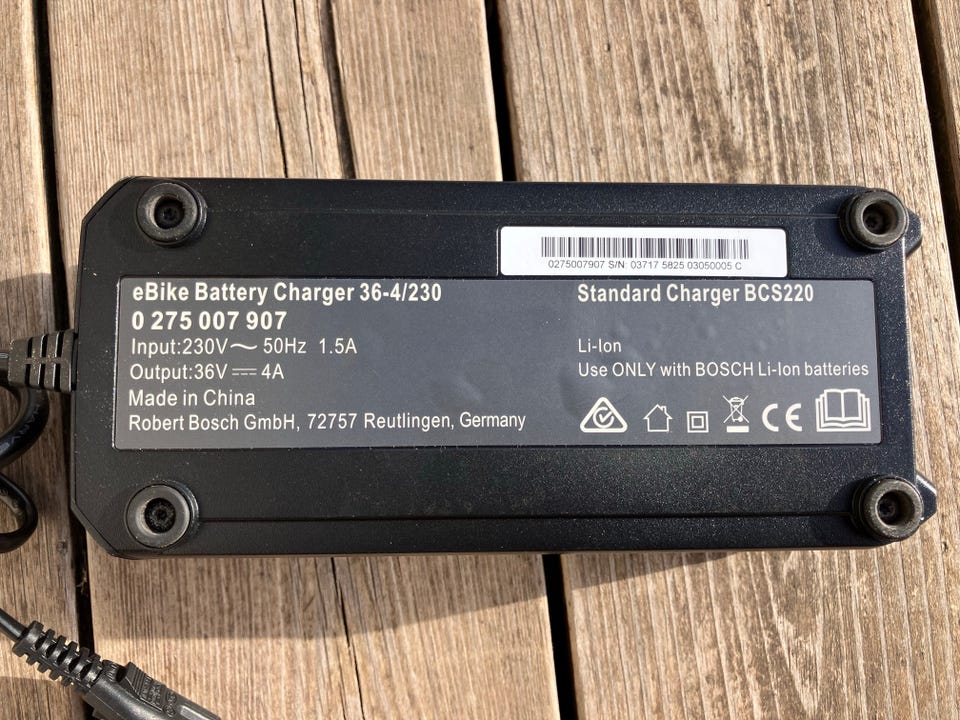 0275007907 S/N: 03717 5825 03050005 C
eBike Battery Charger 36-4/230
0 275 007 907
Input:230V ~ 50Hz 1.5A
Output:36V ⎓ 4A
Made in China
Robert Bosch GmbH, 72757 Reutlingen, Germany
Standard Charger BCS220
Li-Ion
Use ONLY with BOSCH Li-Ion batteries
CE